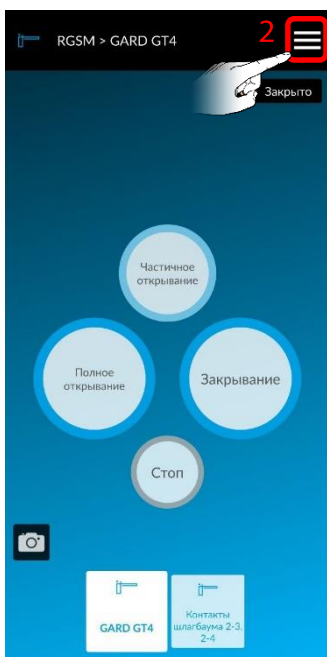 RGSM > GARD GT4
2
Закрыто
Частичное
открывание
Полное
открывание
Закрывание
Стоп
GARD GT4
Контакты
шлагбаума 2-3,
2-4